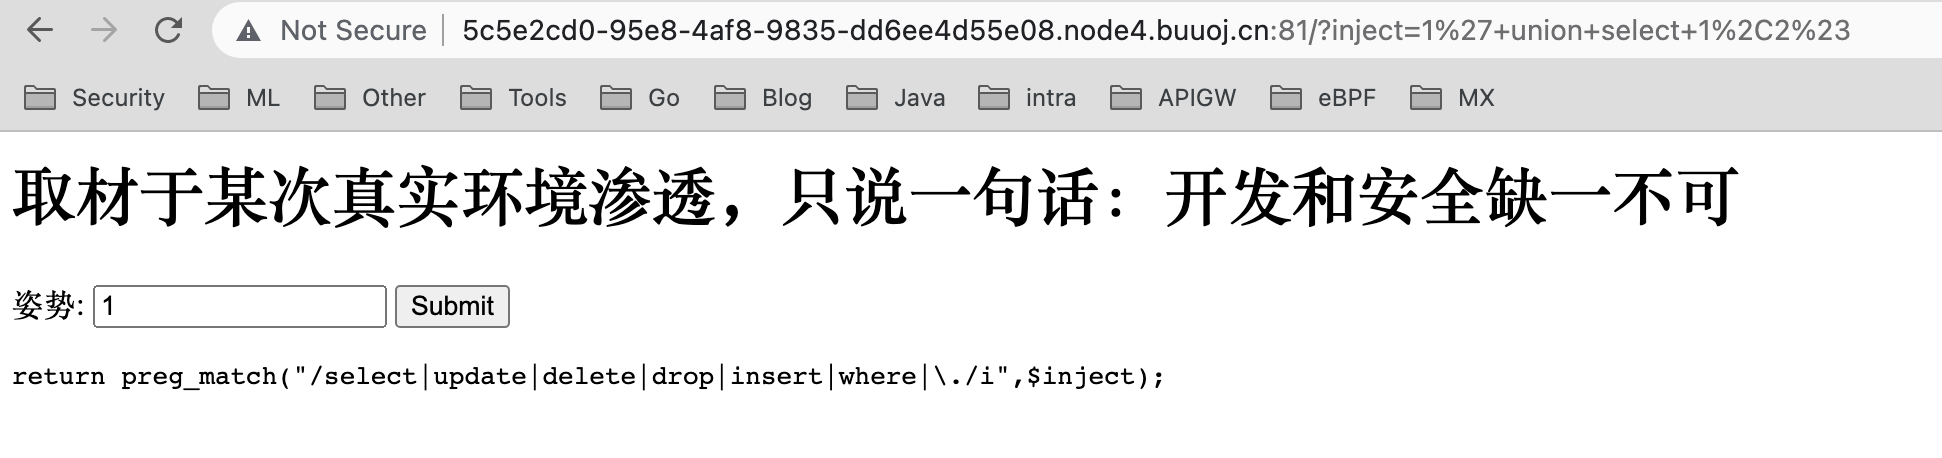 Not Secure 5c5e2cd0-95e8-4af8-9835-dd6ee4d55e08.node4.buuoj.cn:81/?inject=1%27+union+select+1%2C2%23
Security ML Other Tools Go Blog Java intra APIGW eBPF MX
取材于某次真实环境渗透，只说一句话：开发和安全缺一不可
姿势: 1 Submit
return preg_match("/select|update|delete|drop|insert|where|\./i",$inject);